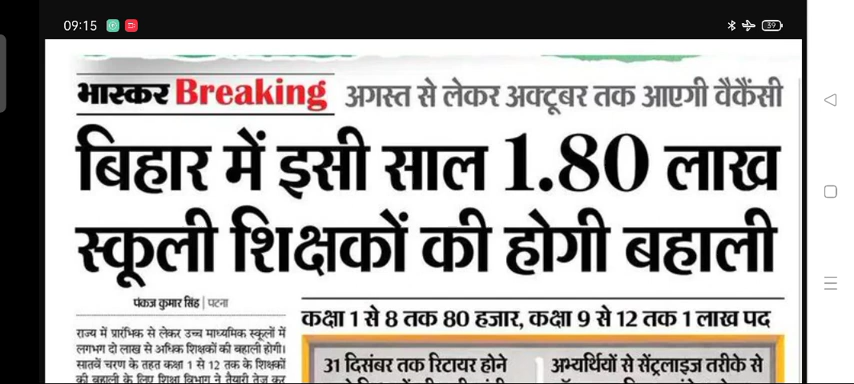 09:15
39
भास्कर Breaking अगस्त से लेकर अक्टूबर तक आएगी वैकेंसी
बिहार में इसी साल 1.80 लाख
स्कूली शिक्षकों की होगी बहाली
पंकज कुमार सिंह | पटना
राज्य में प्रारंभिक से लेकर उच्च माध्यमिक स्कूलों में
लगभग दो लाख से अधिक शिक्षकों की बहाली होगी।
सातवें चरण के तहत कक्षा 1 से 12 तक के शिक्षकों
की बहाली के लिए शिक्षा विभाग ने तैयारी तेज कर
कक्षा 1 से 8 तक 80 हजार, कक्षा 9 से 12 तक 1 लाख पद
31 दिसंबर तक रिटायर होने
अभ्यर्थियों से सेंट्रलाइज तरीके से